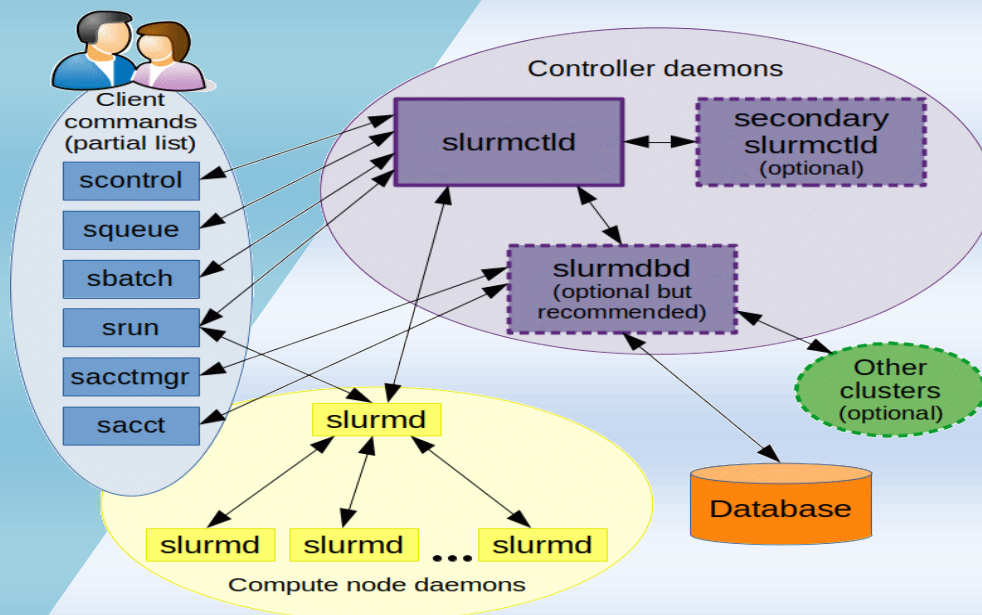 Client
commands
(partial list)
scontrol
squeue
sbatch
srun
sacctmgr
sacct
Controller daemons
slurmctld
secondary
slurmctld
(optional)
slurmdbd
(optional but
recommended)
Other
clusters
(optional)
Database
slurmd
slurmd
slurmd
...
slurmd
Compute node daemons